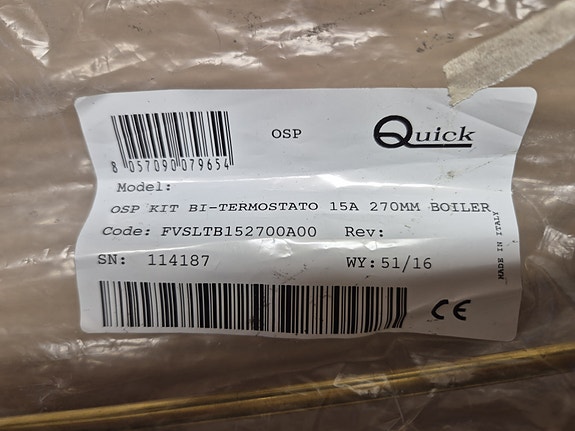 OSP
Quick
8 057090 079654
Model:
OSP KIT BI-TERMOSTATO 15A 270MM BOILER
Code: FVSLTB152700A00 Rev:
SN: 114187 WY: 51/16
MADE IN ITALY
CE